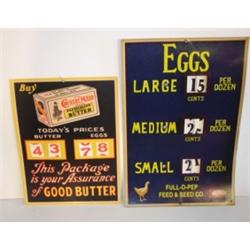 Buy
BUTTER
TODAY'S PRICES
BUTTER EGGS
43 78
This Package
is your Assurance
of GOOD BUTTER
EGGS
LARGE 15 PER
CENTS DOZEN
MEDIUM PER
CENTS DOZEN
SMALL PER
CENTS DOZEN
FULL-O-PEP
FEED & SEED CO.